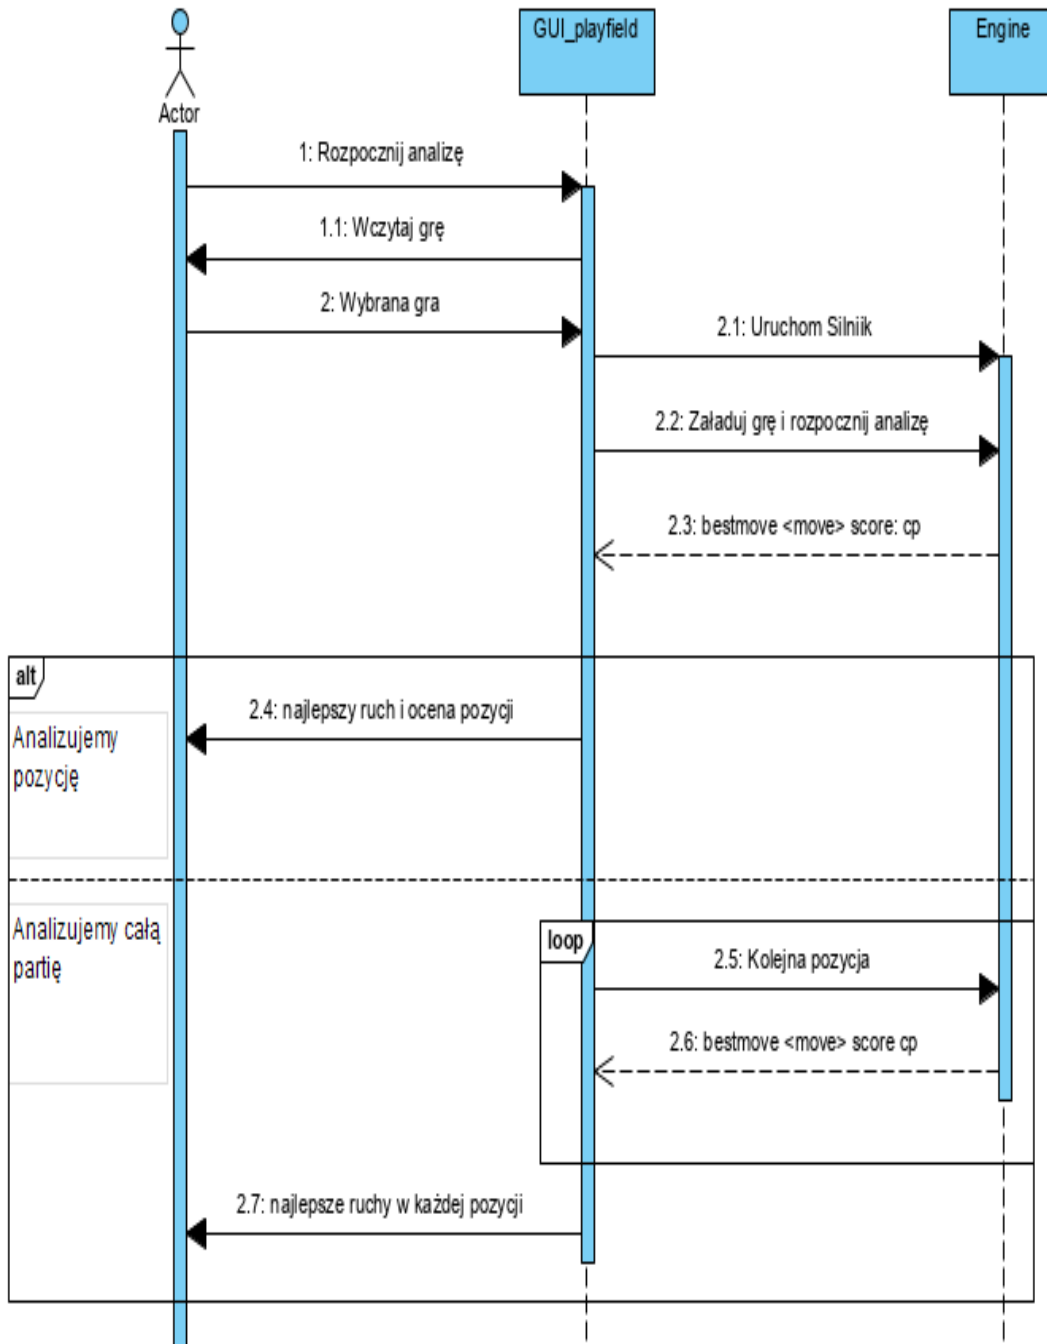 GUI_playfield
Engine
Actor
1: Rozpocznij analizę
1.1: Wczytaj grę
2: Wybrana gra
2.1: Uruchom Silniik
2.2: Załaduj grę i rozpocznij analizę
2.3: bestmove <move> score: cp
alt
2.4: najlepszy ruch i ocena pozycji
Analizujemy
pozycję
Analizujemy całą
partię
loop
2.5: Kolejna pozycja
2.6: bestmove <move> score cp
2.7: najlepsze ruchy w każdej pozycji